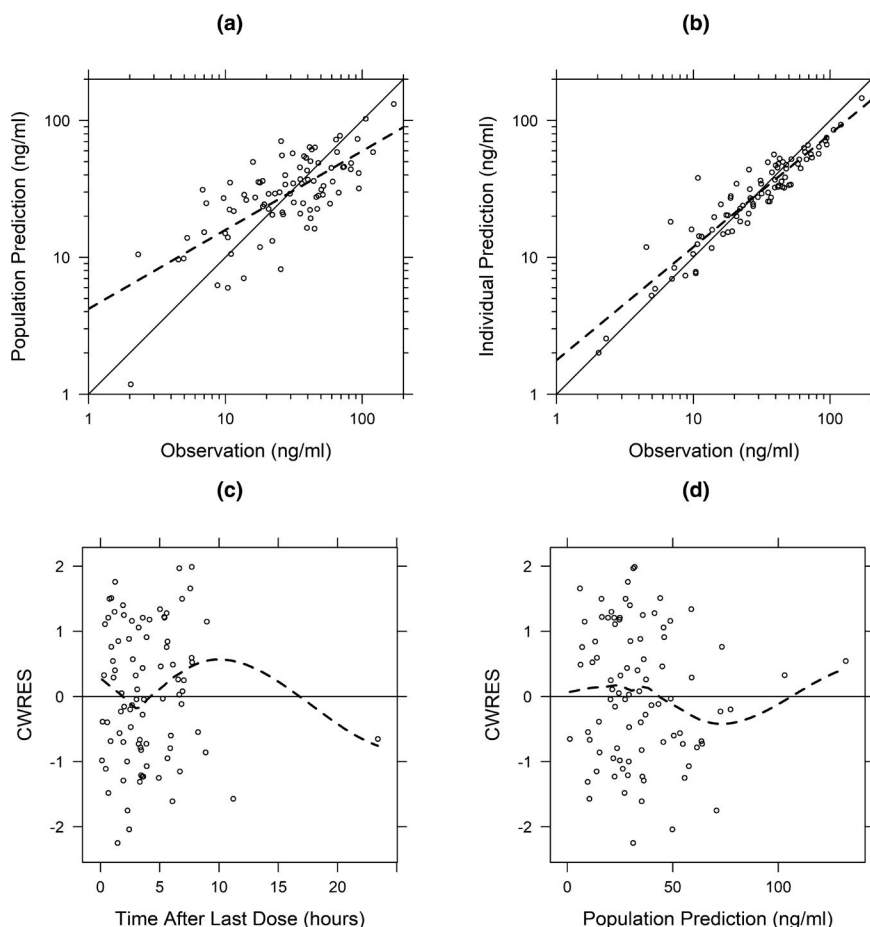 (a)
Population Prediction (ng/ml)
100
10
1
1 10 100
Observation (ng/ml)
(b)
Individual Prediction (ng/ml)
100
10
1
1 10 100
Observation (ng/ml)
(c)
CWRES
2
1
0
-1
-2
0 5 10 15 20
Time After Last Dose (hours)
(d)
CWRES
2
1
0
-1
-2
0 50 100
Population Prediction (ng/ml)